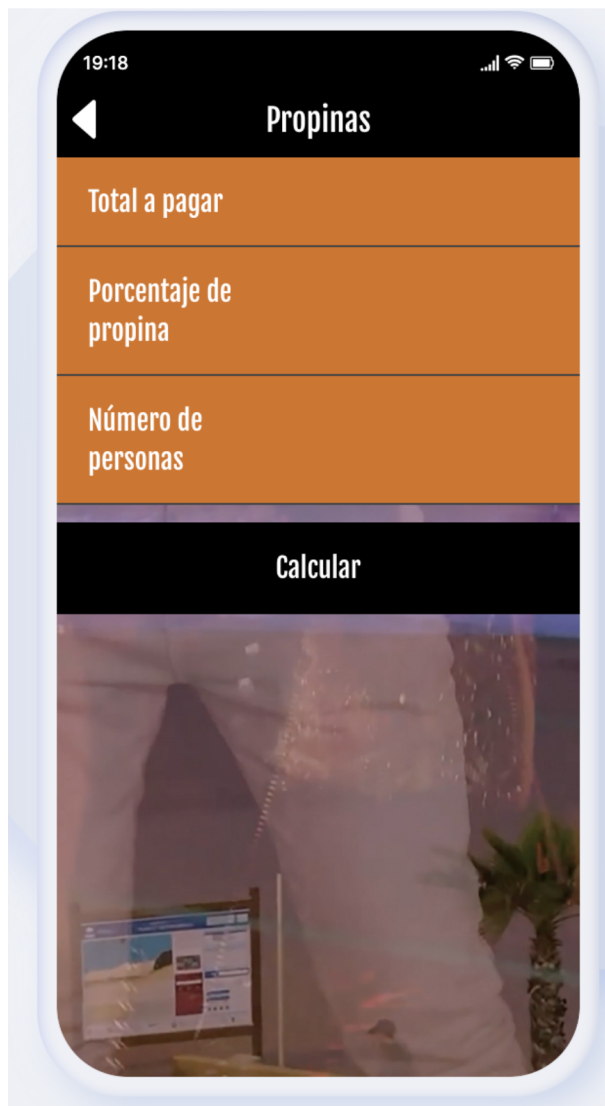 19:18
Propinas
Total a pagar
Porcentaje de
propina
Número de
personas
Calcular